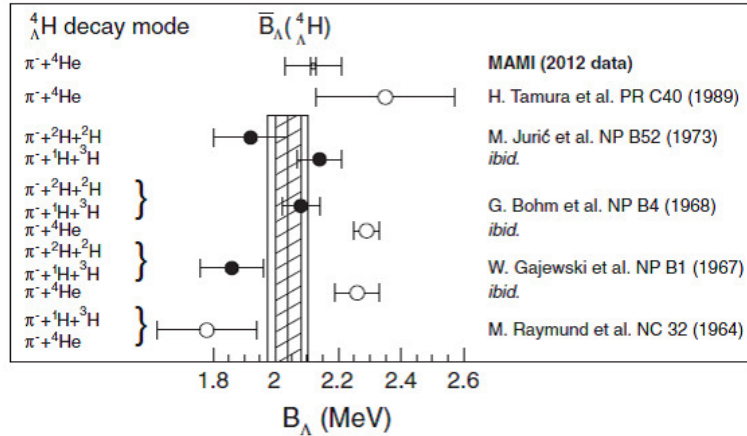 ⁴ΛH decay mode B̅Λ(⁴ΛH)
π⁻+⁴He MAMI (2012 data)
π⁻+⁴He H. Tamura et al. PR C40 (1989)
π⁻+²H+²H M. Jurić et al. NP B52 (1973)
π⁻+¹H+³H ibid.
π⁻+²H+²H
π⁻+¹H+³H } G. Bohm et al. NP B4 (1968)
π⁻+⁴He ibid.
π⁻+²H+²H
π⁻+¹H+³H } W. Gajewski et al. NP B1 (1967)
π⁻+⁴He ibid.
π⁻+¹H+³H
π⁻+⁴He } M. Raymund et al. NC 32 (1964)
1.8 2 2.2 2.4 2.6
BΛ (MeV)